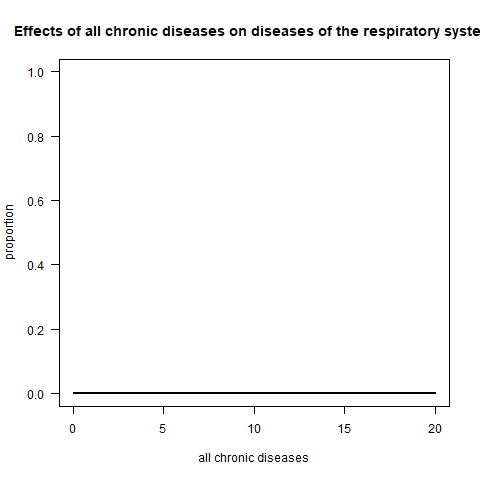 Effects of all chronic diseases on diseases of the respiratory syste
1.0
0.8
0.6
0.4
0.2
0.0
proportion
0 5 10 15 20
all chronic diseases